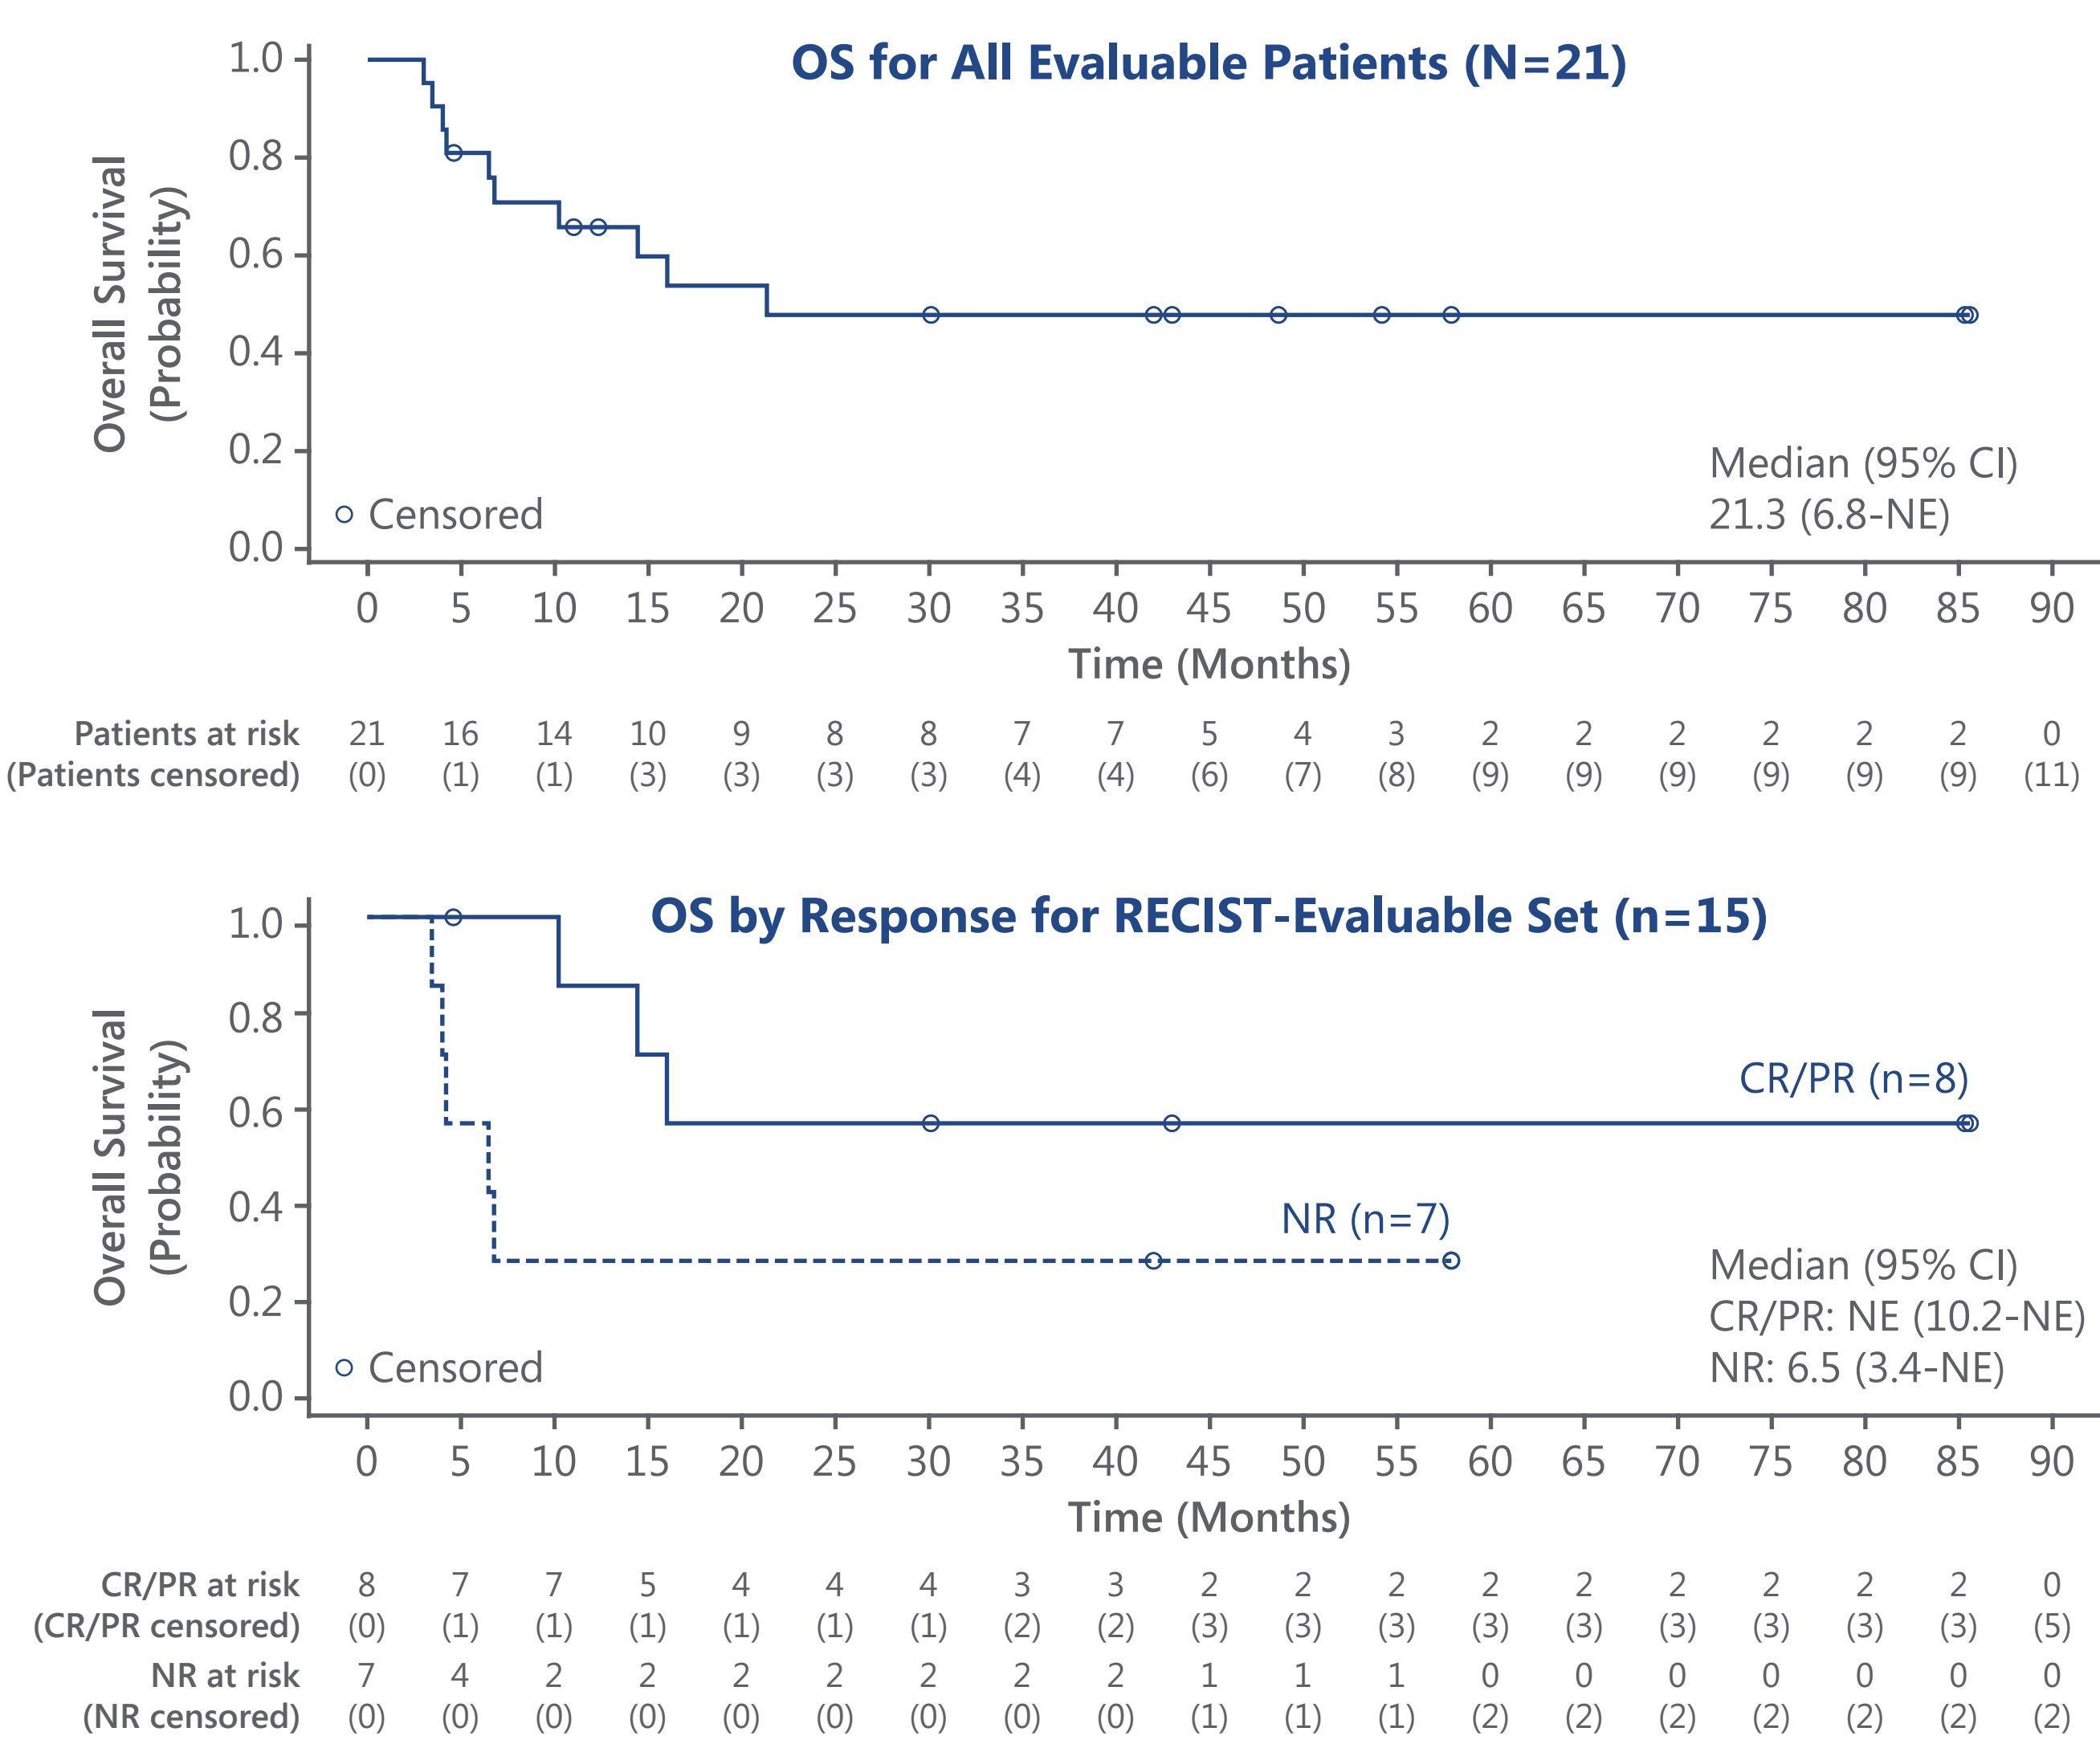 OS for All Evaluable Patients (N=21)
Overall Survival
(Probability)
1.0
0.8
0.6
0.4
0.2
0.0
Censored
Median (95% CI)
21.3 (6.8-NE)
0 5 10 15 20 25 30 35 40 45 50 55 60 65 70 75 80 85 90
Time (Months)
Patients at risk 21 16 14 10 9 8 8 7 7 5 4 3 2 2 2 2 2 2 0
(Patients censored) (0) (1) (1) (3) (3) (3) (3) (4) (4) (6) (7) (8) (9) (9) (9) (9) (9) (9) (11)
OS by Response for RECIST-Evaluable Set (n=15)
Overall Survival
(Probability)
1.0
0.8
0.6
0.4
0.2
0.0
CR/PR (n=8)
NR (n=7)
Censored
Median (95% CI)
CR/PR: NE (10.2-NE)
NR: 6.5 (3.4-NE)
0 5 10 15 20 25 30 35 40 45 50 55 60 65 70 75 80 85 90
Time (Months)
CR/PR at risk 8 7 7 5 4 4 4 3 3 2 2 2 2 2 2 2 2 2 0
(CR/PR censored) (0) (1) (1) (1) (1) (1) (1) (2) (2) (3) (3) (3) (3) (3) (3) (3) (3) (3) (5)
NR at risk 7 4 2 2 2 2 2 2 2 1 1 1 0 0 0 0 0 0 0
(NR censored) (0) (0) (0) (0) (0) (0) (0) (0) (0) (1) (1) (1) (2) (2) (2) (2) (2) (2) (2)